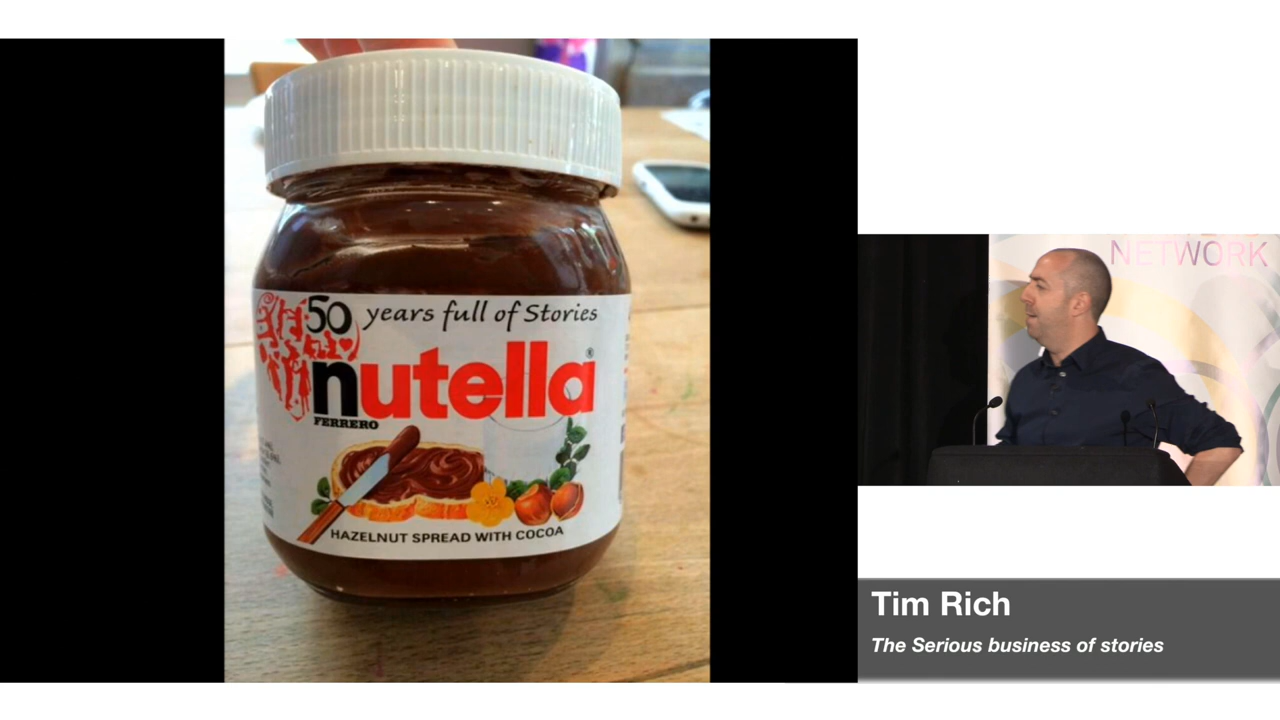 50 years full of Stories
nutella®
FERRERO
HAZELNUT SPREAD WITH COCOA
NETWORK
Tim Rich
The Serious business of stories